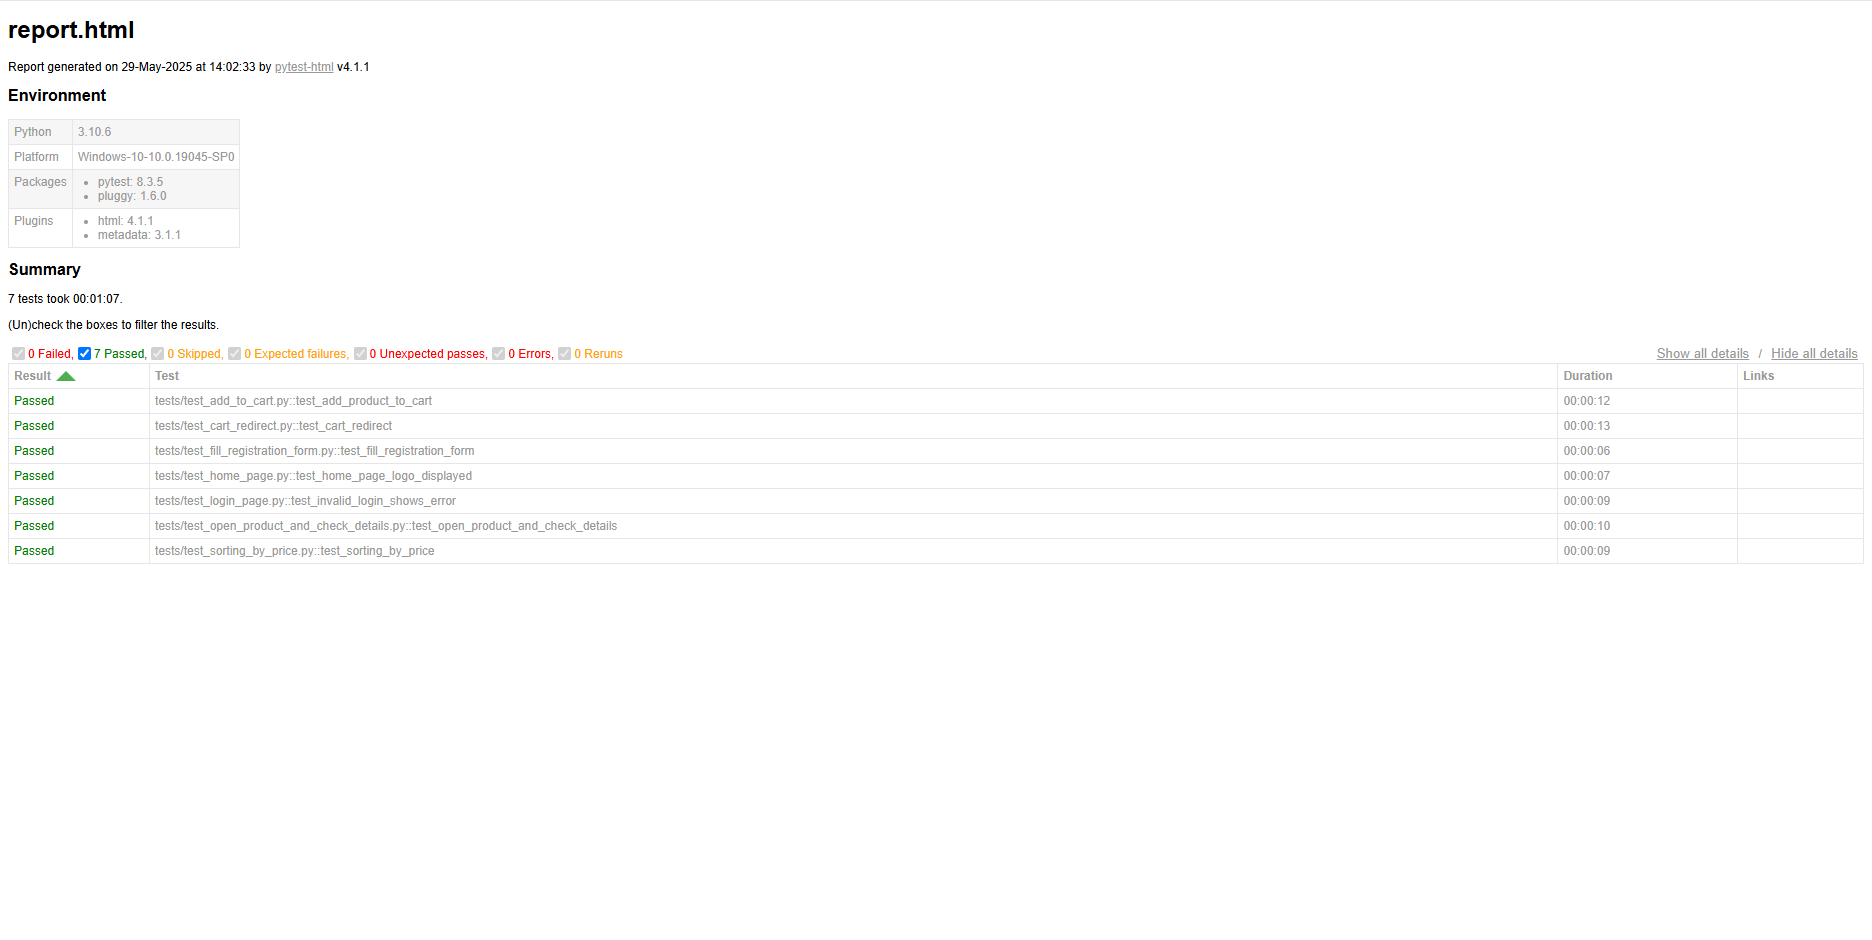 report.html
Report generated on 29-May-2025 at 14:02:33 by pytest-html v4.1.1
Environment
Python 3.10.6
Platform Windows-10-10.0.19045-SP0
Packages • pytest: 8.3.5
• pluggy: 1.6.0
Plugins • html: 4.1.1
• metadata: 3.1.1
Summary
7 tests took 00:01:07.
(Un)check the boxes to filter the results.
0 Failed, 7 Passed, 0 Skipped, 0 Expected failures, 0 Unexpected passes, 0 Errors, 0 Reruns Show all details / Hide all details
Result Test Duration Links
Passed tests/test_add_to_cart.py::test_add_product_to_cart 00:00:12
Passed tests/test_cart_redirect.py::test_cart_redirect 00:00:13
Passed tests/test_fill_registration_form.py::test_fill_registration_form 00:00:06
Passed tests/test_home_page.py::test_home_page_logo_displayed 00:00:07
Passed tests/test_login_page.py::test_invalid_login_shows_error 00:00:09
Passed tests/test_open_product_and_check_details.py::test_open_product_and_check_details 00:00:10
Passed tests/test_sorting_by_price.py::test_sorting_by_price 00:00:09